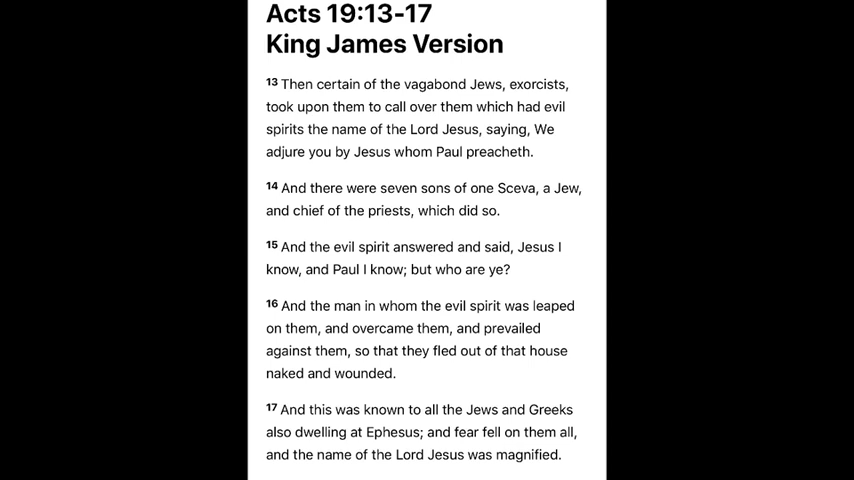 Acts 19:13-17
King James Version
13 Then certain of the vagabond Jews, exorcists,
took upon them to call over them which had evil
spirits the name of the Lord Jesus, saying, We
adjure you by Jesus whom Paul preacheth.
14 And there were seven sons of one Sceva, a Jew,
and chief of the priests, which did so.
15 And the evil spirit answered and said, Jesus I
know, and Paul I know; but who are ye?
16 And the man in whom the evil spirit was leaped
on them, and overcame them, and prevailed
against them, so that they fled out of that house
naked and wounded.
17 And this was known to all the Jews and Greeks
also dwelling at Ephesus; and fear fell on them all,
and the name of the Lord Jesus was magnified.